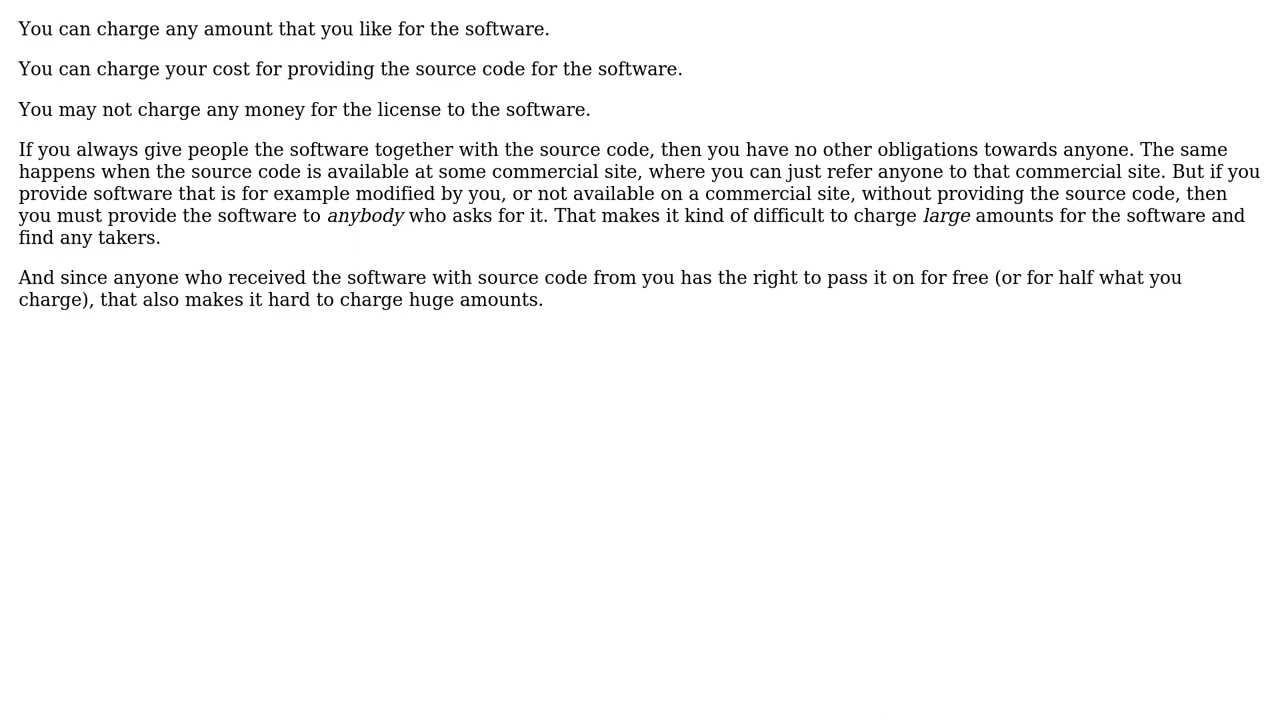 You can charge any amount that you like for the software.
You can charge your cost for providing the source code for the software.
You may not charge any money for the license to the software.
If you always give people the software together with the source code, then you have no other obligations towards anyone. The same
happens when the source code is available at some commercial site, where you can just refer anyone to that commercial site. But if you
provide software that is for example modified by you, or not available on a commercial site, without providing the source code, then
you must provide the software to anybody who asks for it. That makes it kind of difficult to charge large amounts for the software and
find any takers.
And since anyone who received the software with source code from you has the right to pass it on for free (or for half what you
charge), that also makes it hard to charge huge amounts.